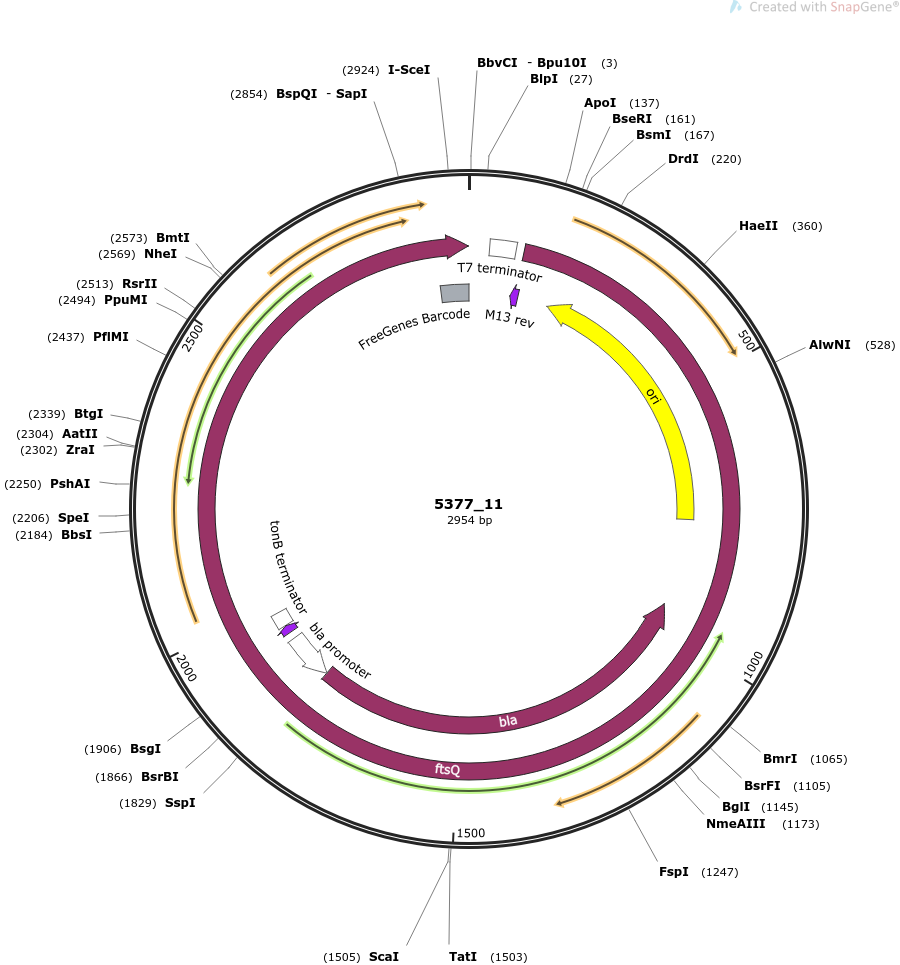 Created with SnapGene®
(2924) I-SceI
(2854) BspQI - SapI
BbvCI - Bpu10I (3)
BlpI (27)
ApoI (137)
BseRI (161)
BsmI (167)
DrdI (220)
HaeII (360)
AlwNI (528)
(2573) BmtI
(2569) NheI
(2513) RsrII
(2494) PpuMI
(2437) PflMI
(2339) BtgI
(2304) AatII
(2302) ZraI
(2250) PshAI
(2206) SpeI
(2184) BbsI
T7 terminator
FreeGenes Barcode
M13 rev
ori
500
2500
5377_11
2954 bp
tonB terminator
bla promoter
bla
ftsQ
2000
1000
1500
(1906) BsgI
(1866) BsrBI
(1829) SspI
BmrI (1065)
BsrFI (1105)
BglI (1145)
NmeAIII (1173)
FspI (1247)
(1505) ScaI
TatI (1503)